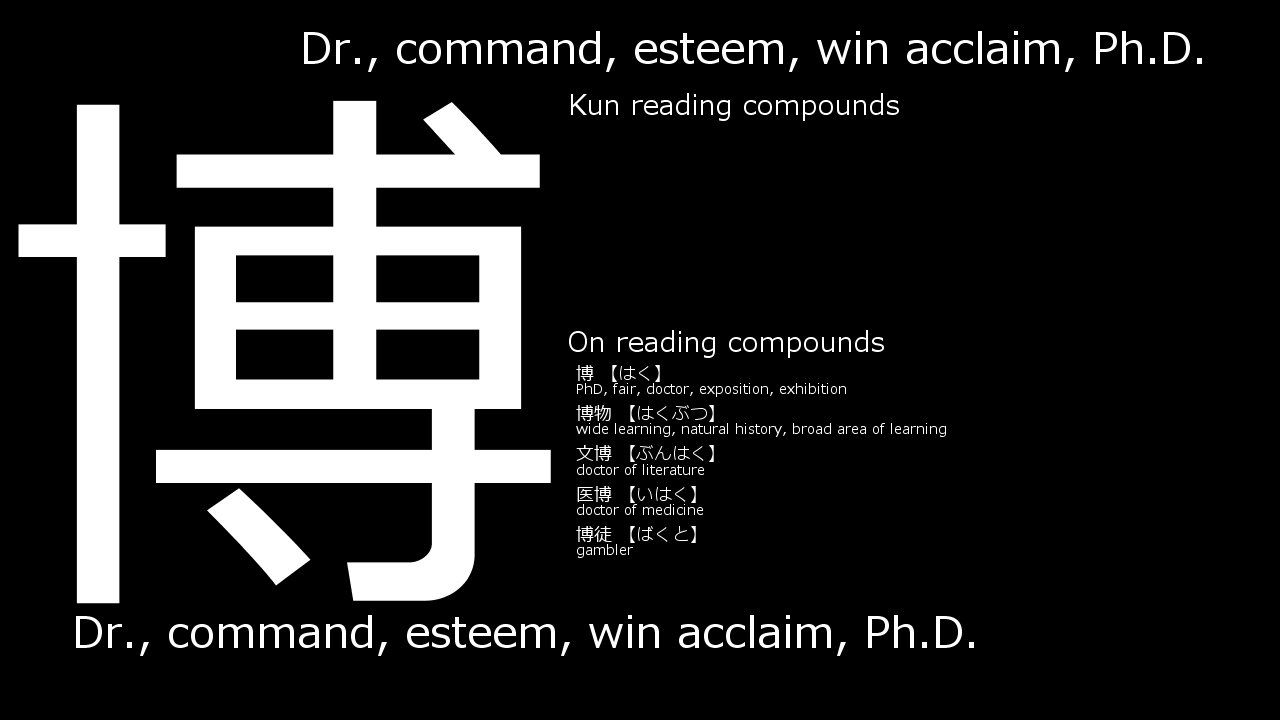 Dr., command, esteem, win acclaim, Ph.D.
博
Kun reading compounds
On reading compounds
博 【はく】
PhD, fair, doctor, exposition, exhibition
博物 【はくぶつ】
wide learning, natural history, broad area of learning
文博 【ぶんはく】
doctor of literature
医博 【いはく】
doctor of medicine
博徒 【ばくと】
gambler
Dr., command, esteem, win acclaim, Ph.D.